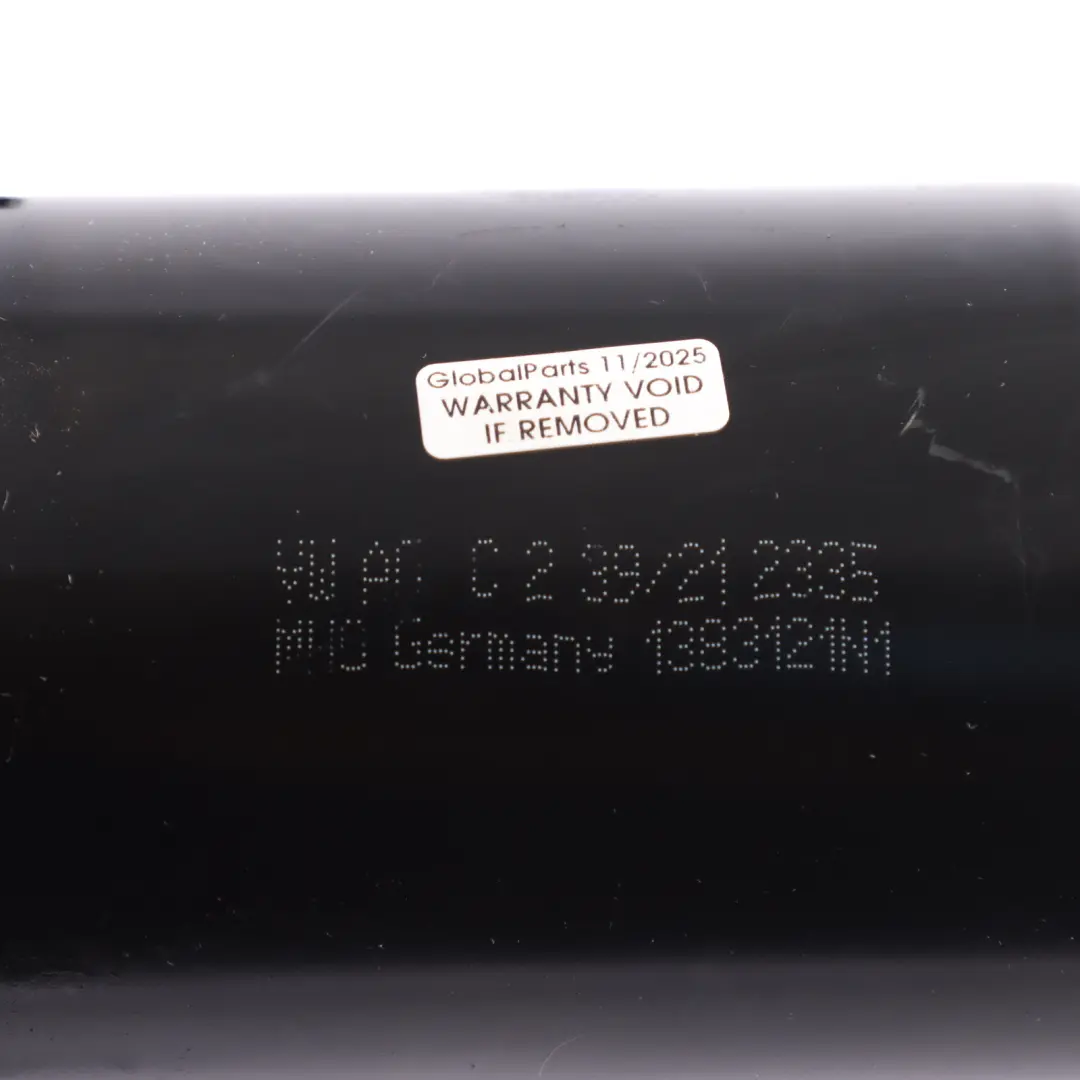 GlobalParts 11/2025
WARRANTY VOID
IF REMOVED
C 2 39/21 2335
Germany 1383121N1